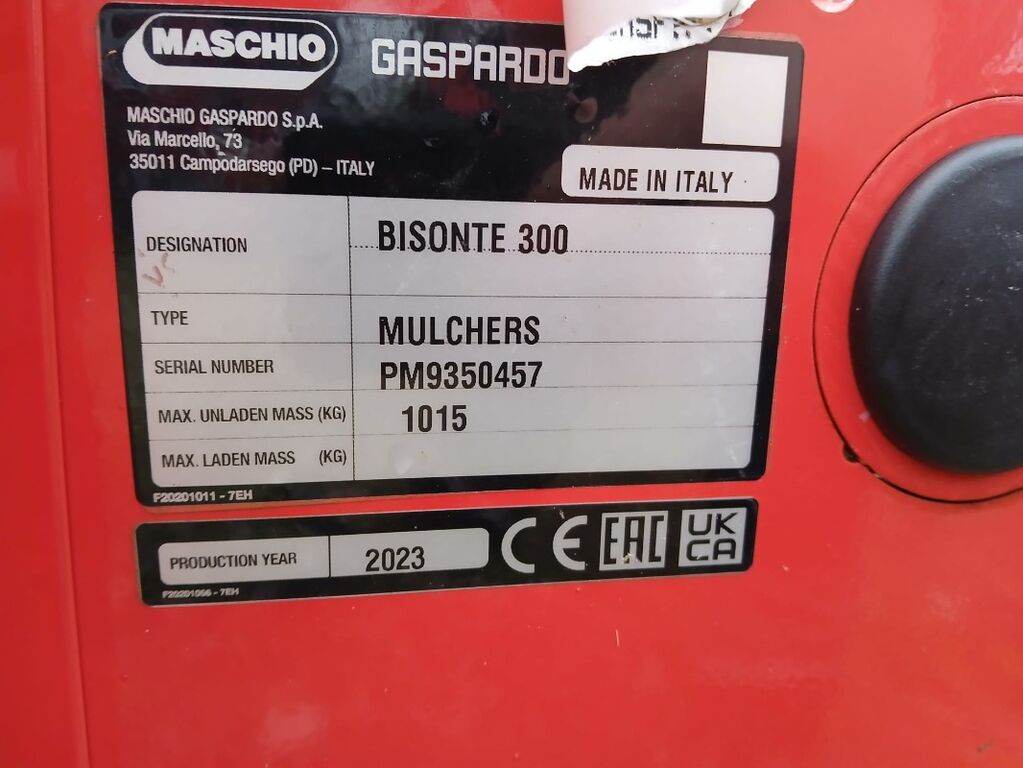 MASCHIO
GASPARDO
MASCHIO GASPARDO S.p.A.
Via Marcello, 73
35011 Campodarsego (PD) – ITALY
MADE IN ITALY
DESIGNATION BISONTE 300
TYPE MULCHERS
SERIAL NUMBER PM9350457
MAX. UNLADEN MASS (KG) 1015
MAX. LADEN MASS (KG)
F20201011 - 7EH
PRODUCTION YEAR 2023
CE EAC UK CA
F20201066 - 7EH